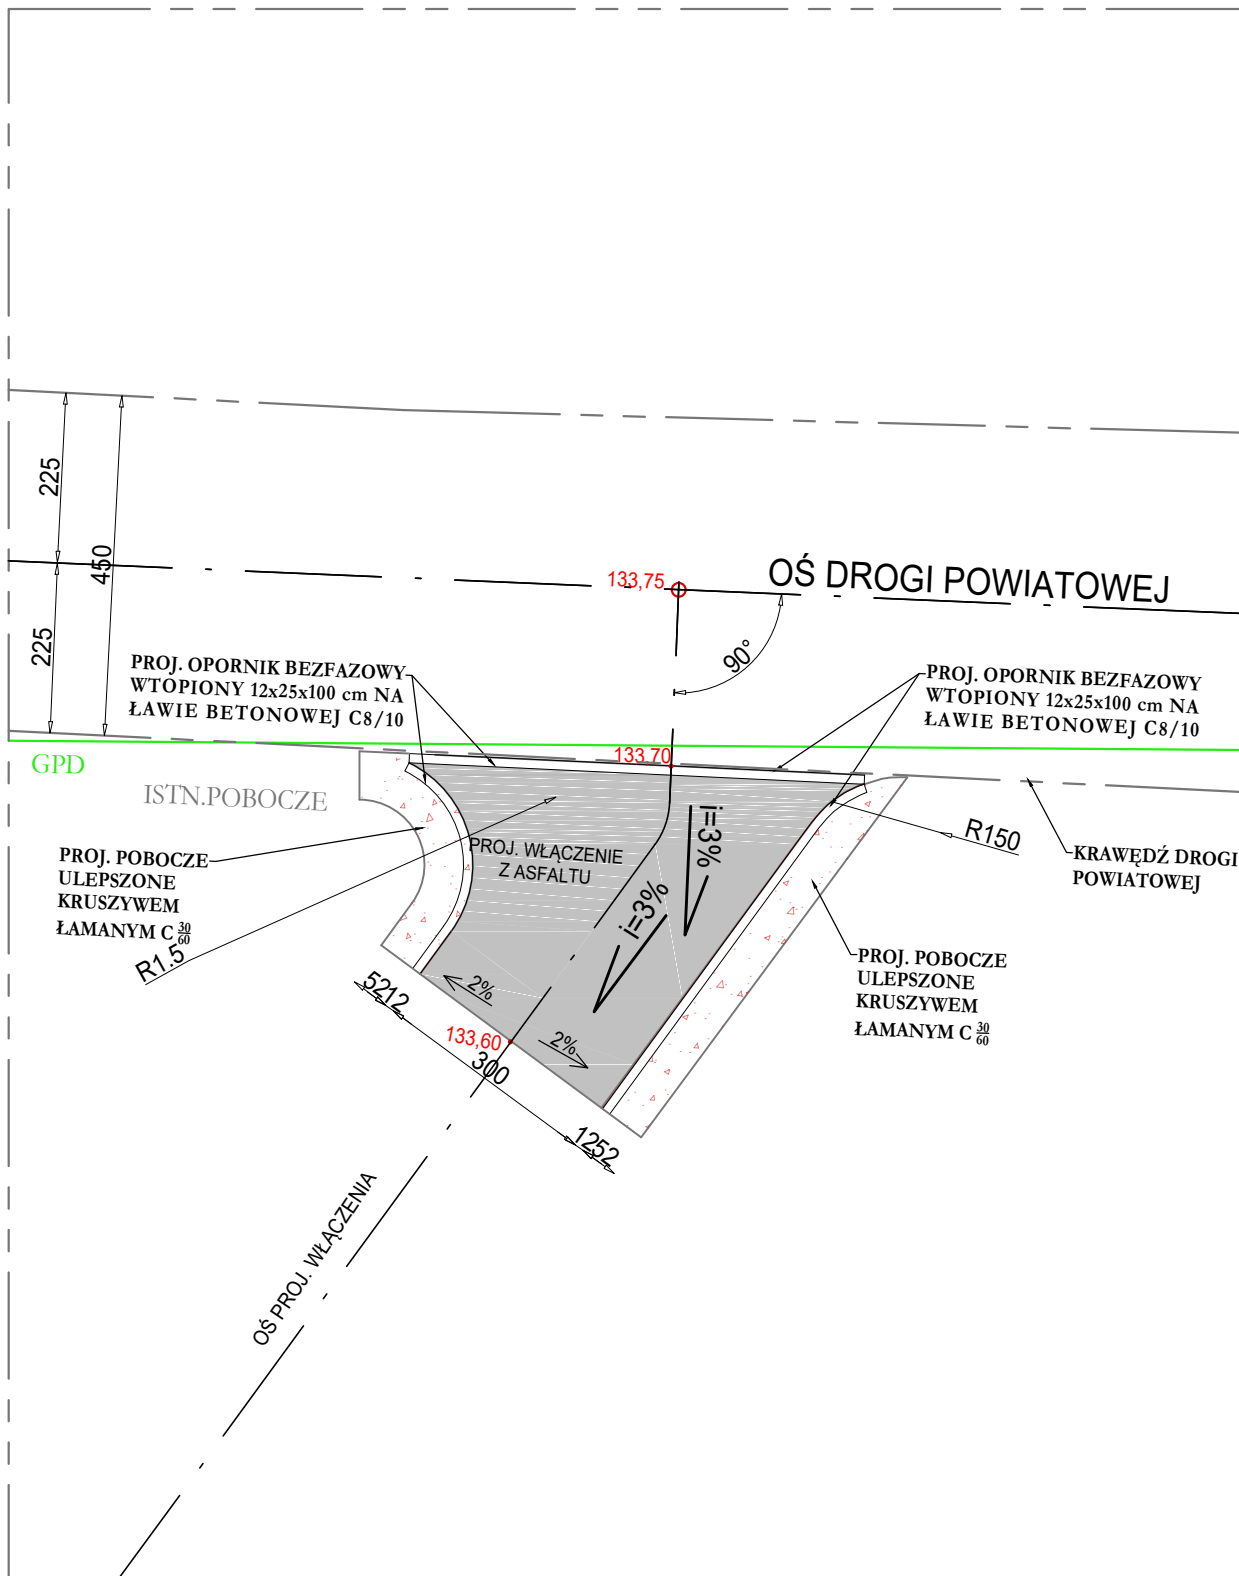 225
450
225
133,75
OŚ DROGI POWIATOWEJ
90°
PROJ. OPORNIK BEZFAZOWY
WTOPIONY 12x25x100 cm NA
ŁAWIE BETONOWEJ C8/10
PROJ. OPORNIK BEZFAZOWY
WTOPIONY 12x25x100 cm NA
ŁAWIE BETONOWEJ C8/10
GPD
133,70
ISTN.POBOCZE
i=3%
R150
PROJ. WŁĄCZENIE
Z ASFALTU
KRAWĘDŹ DROGI
POWIATOWEJ
PROJ. POBOCZE
ULEPSZONE
KRUSZYWEM
ŁAMANYM C 30/60
i=3%
R1.5
PROJ. POBOCZE
ULEPSZONE
KRUSZYWEM
ŁAMANYM C 30/60
5212
2%
133,60
2%
300
1252
OŚ PROJ. WŁĄCZENIA